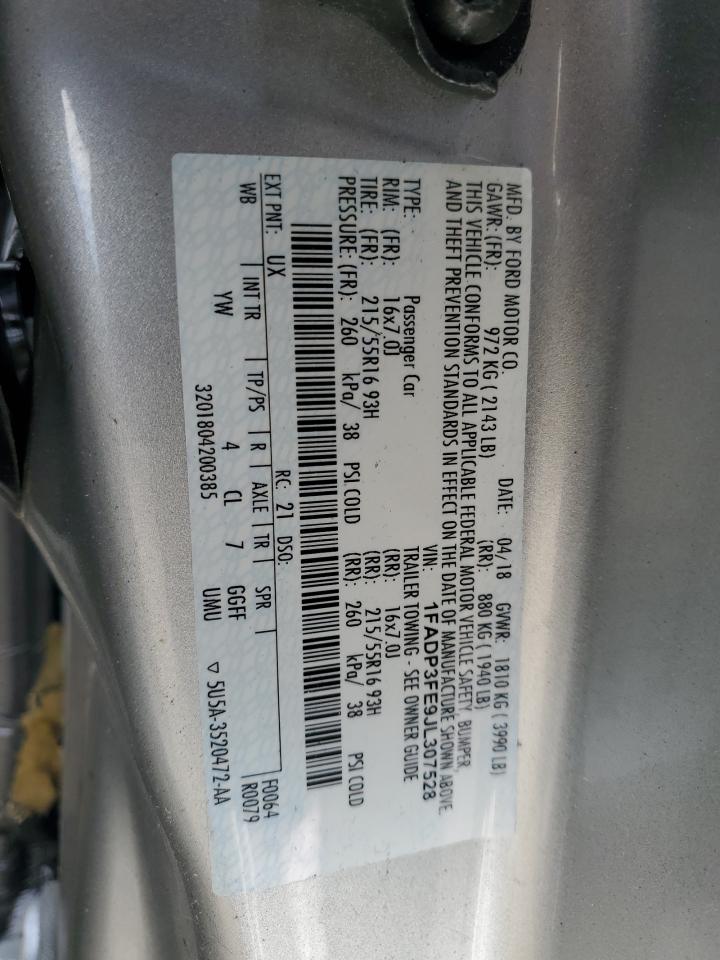 MFD. BY FORD MOTOR CO. DATE: 04/18 GVWR: 1810 KG ( 3990 LB)
GAWR: (FR): 972 KG ( 2143 LB) (RR): 880 KG ( 1940 LB)
THIS VEHICLE CONFORMS TO ALL APPLICABLE FEDERAL MOTOR VEHICLE SAFETY, BUMPER,
AND THEFT PREVENTION STANDARDS IN EFFECT ON THE DATE OF MANUFACTURE SHOWN ABOVE.
VIN: 1FADP3FE9JL307528
TYPE: Passenger Car TRAILER TOWING - SEE OWNER GUIDE
RIM: (FR): 16x7.0J (RR): 16x7.0J
TIRE: (FR): 215/55R16 93H (RR): 215/55R16 93H
PRESSURE: (FR): 260 kPa/ 38 PSI COLD (RR): 260 kPa/ 38 PSI COLD
EXT PNT: UX RC: 21 DSO: F0064
WB INT TR TP/PS R AXLE TR SPR R0079
YW 4 CL 7 GGFF
3201804200385 UMU ▽ 5U5A-3520472-AA